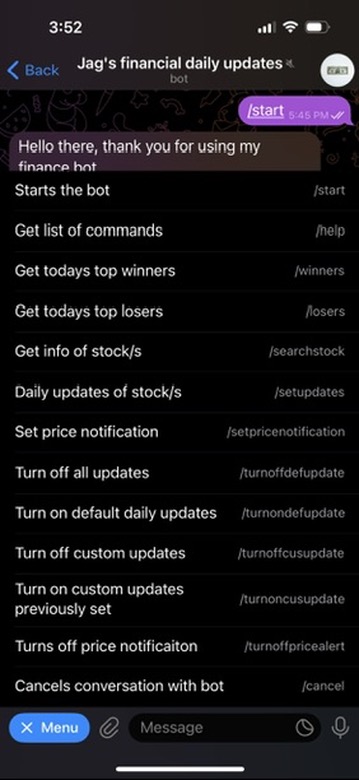 3:52
Back
Jag's financial daily updates
bot
/start 5:45 PM
Hello there, thank you for using my
finance bot
Starts the bot /start
Get list of commands /help
Get todays top winners /winners
Get todays top losers /losers
Get info of stock/s /searchstock
Daily updates of stock/s /setupdates
Set price notification /setpricenotification
Turn off all updates /turnoffdefupdate
Turn on default daily updates /turnondefupdate
Turn off custom updates /turnoffcusupdate
Turn on custom updates
previously set /turnoncusupdate
Turns off price notificaiton /turnoffpricealert
Cancels conversation with bot /cancel
Menu Message